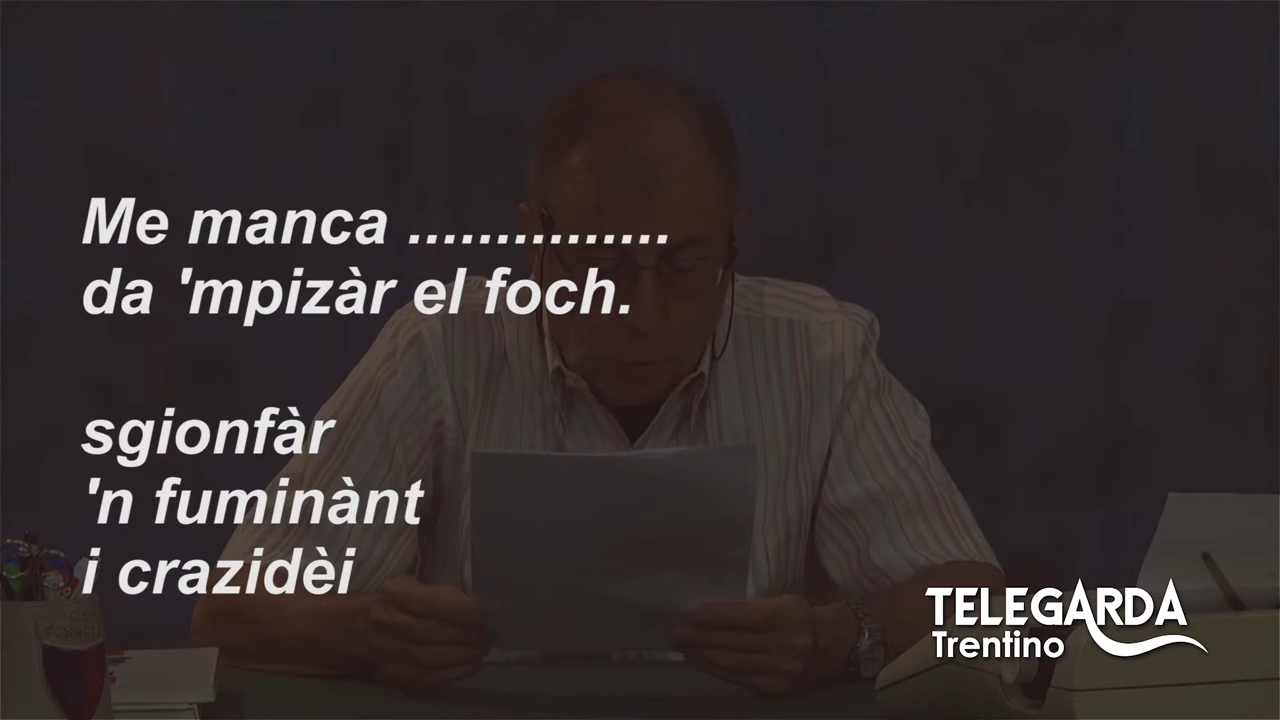 Me manca ...............
da 'mpizàr el foch.
sgionfàr
'n fuminànt
i crazidèi
TELEGARDA
Trentino